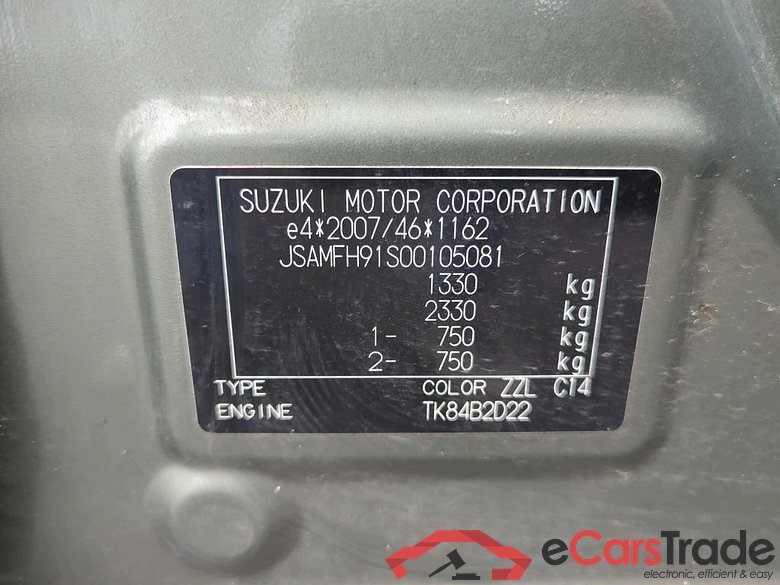 SUZUKI MOTOR CORPORATION
e4*2007/46*1162
JSAMFH91S00105081
1330 kg
2330 kg
1- 750 kg
2- 750 kg
TYPE COLOR ZZL C14
ENGINE TK84B2D22
eCarsTrade
electronic, efficient & easy